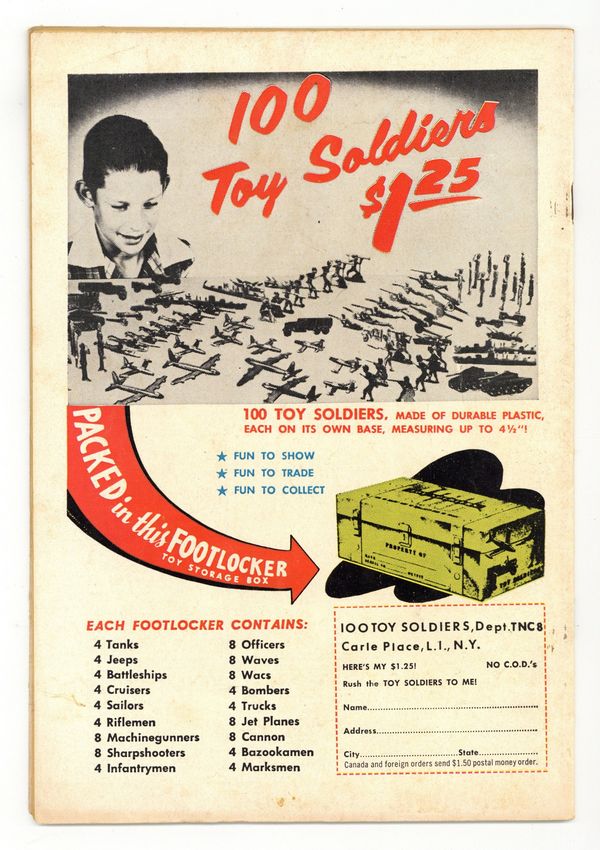 100
Toy Soldiers
$1.25
100 TOY SOLDIERS, MADE OF DURABLE PLASTIC,
EACH ON ITS OWN BASE, MEASURING UP TO 4½"!
★ FUN TO SHOW
★ FUN TO TRADE
★ FUN TO COLLECT
PACKED in this FOOTLOCKER
TOY STORAGE BOX
PROPERTY OF
EACH FOOTLOCKER CONTAINS:
4 Tanks
4 Jeeps
4 Battleships
4 Cruisers
4 Sailors
4 Riflemen
8 Machinegunners
8 Sharpshooters
4 Infantrymen
8 Officers
8 Waves
8 Wacs
4 Bombers
4 Trucks
8 Jet Planes
8 Cannon
4 Bazookamen
4 Marksmen
100 TOY SOLDIERS, Dept. TNC8
Carle Place, L.I., N.Y.
HERE'S MY $1.25! NO C.O.D.'s
Rush the TOY SOLDIERS TO ME!
Name
Address
City State
Canada and foreign orders send $1.50 postal money order.